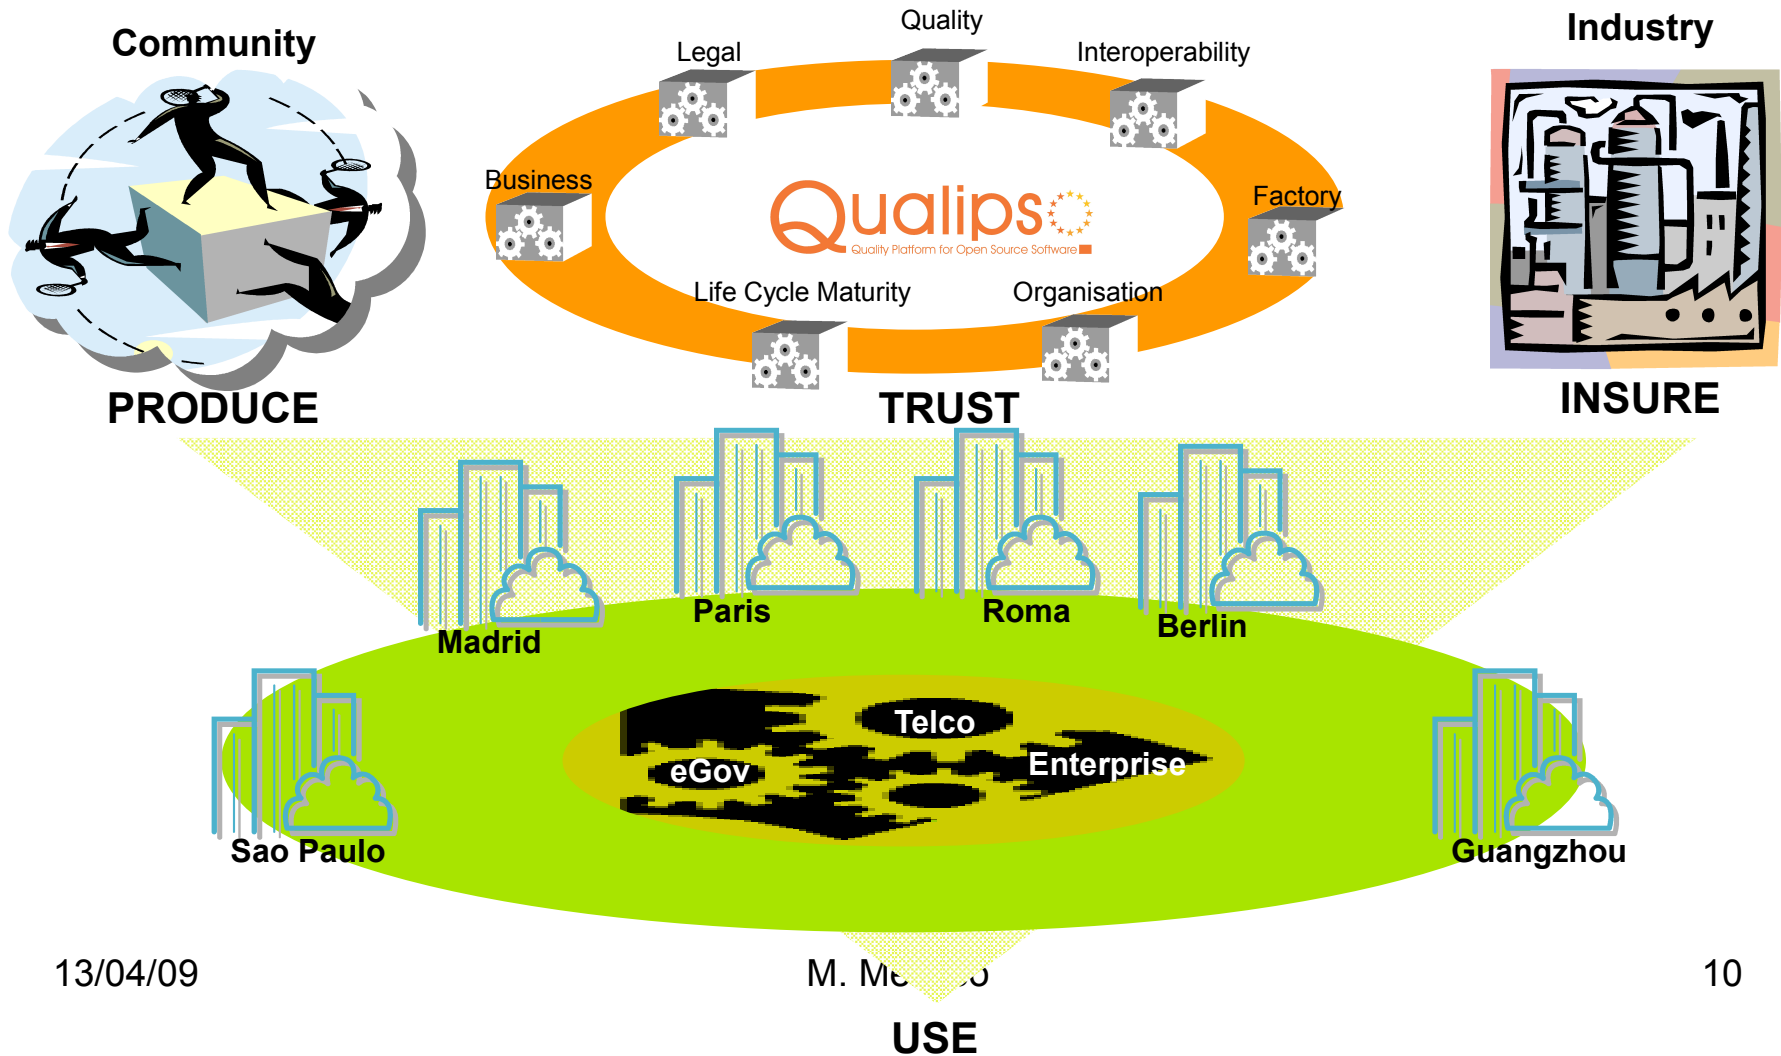 Community
Quality
Industry
Legal
Interoperability
Business
Factory
Qualipso
Quality Platform for Open Source Software
Life Cycle Maturity
Organisation
PRODUCE
TRUST
INSURE
Madrid
Paris
Roma
Berlin
Sao Paulo
Telco
eGov
Enterprise
Guangzhou
13/04/09
M.
10
USE